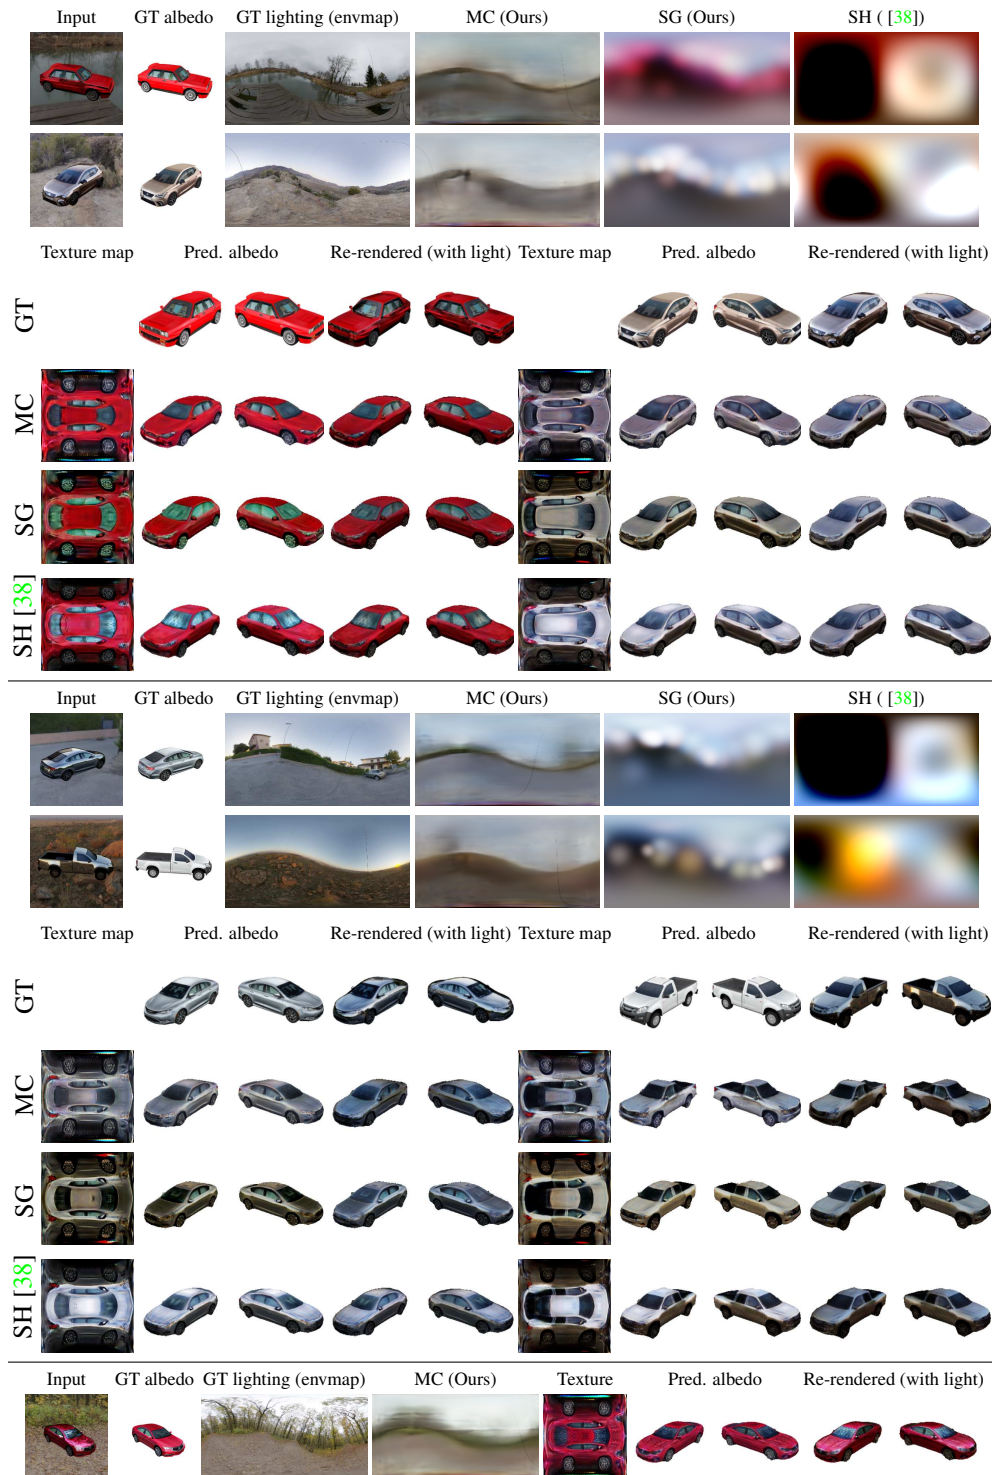 Input GT albedo GT lighting (envmap) MC (Ours) SG (Ours) SH ( [38])
Texture map Pred. albedo Re-rendered (with light) Texture map Pred. albedo Re-rendered (with light)
GT
MC
SG
SH [38]
Input GT albedo GT lighting (envmap) MC (Ours) SG (Ours) SH ( [38])
Texture map Pred. albedo Re-rendered (with light) Texture map Pred. albedo Re-rendered (with light)
GT
MC
SG
SH [38]
Input GT albedo GT lighting (envmap) MC (Ours) Texture Pred. albedo Re-rendered (with light)